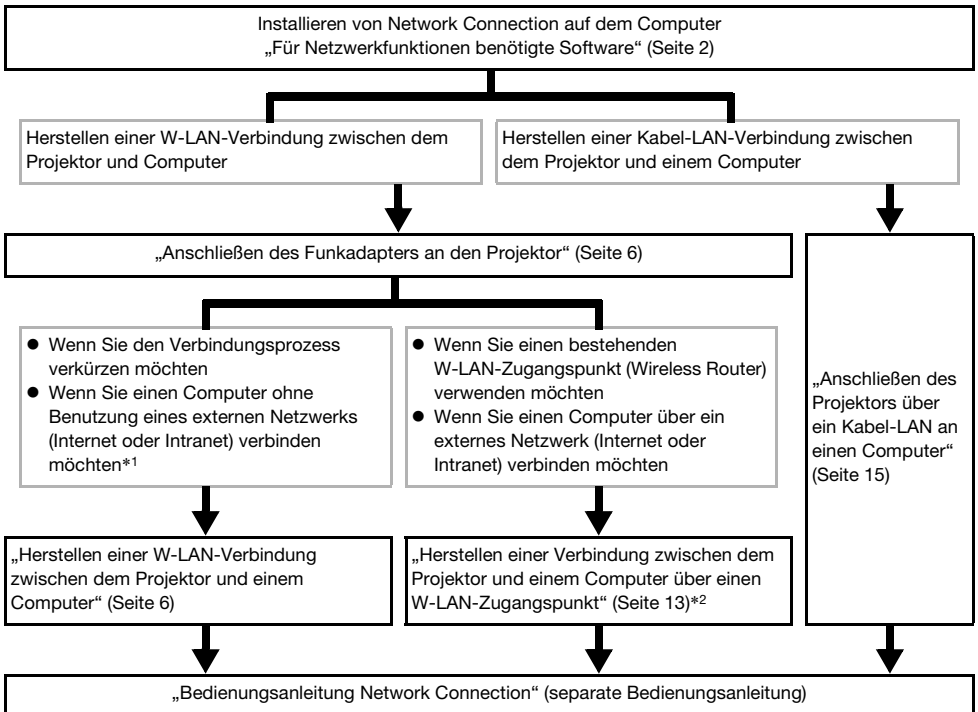 Installieren von Network Connection auf dem Computer
„Für Netzwerkfunktionen benötigte Software“ (Seite 2)
Herstellen einer W-LAN-Verbindung zwischen dem
Projektor und Computer
Herstellen einer Kabel-LAN-Verbindung zwischen
dem Projektor und einem Computer
„Anschließen des Funkadapters an den Projektor“ (Seite 6)
● Wenn Sie den Verbindungsprozess
verkürzen möchten
● Wenn Sie einen Computer ohne
Benutzung eines externen Netzwerks
(Internet oder Intranet) verbinden
möchten*1
● Wenn Sie einen bestehenden
W-LAN-Zugangspunkt (Wireless Router)
verwenden möchten
● Wenn Sie einen Computer über ein
externes Netzwerk (Internet oder
Intranet) verbinden möchten
„Anschließen des
Projektors über
ein Kabel-LAN an
einen Computer“
(Seite 15)
„Herstellen einer W-LAN-Verbindung
zwischen dem Projektor und einem
Computer“ (Seite 6)
„Herstellen einer Verbindung zwischen dem
Projektor und einem Computer über einen
W-LAN-Zugangspunkt“ (Seite 13)*2
„Bedienungsanleitung Network Connection“ (separate Bedienungsanleitung)